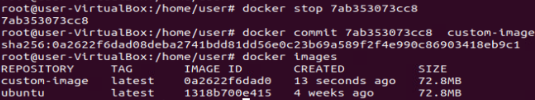 root@user-VirtualBox:/home/user# docker stop 7ab353073cc8
7ab353073cc8
root@user-VirtualBox:/home/user# docker commit 7ab353073cc8  custom-image
sha256:0a2622f6dad08deba2741bdd81dd56e0c23b69a589f2f4e990c86903418eb9c1
root@user-VirtualBox:/home/user# docker images
REPOSITORY     TAG       IMAGE ID       CREATED          SIZE
custom-image   latest    0a2622f6dad0   13 seconds ago   72.8MB
ubuntu         latest    1318b700e415   4 weeks ago      72.8MB